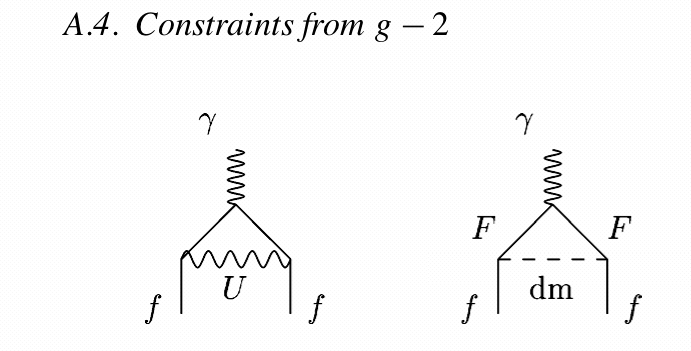 A.4. Constraints from g − 2
γ γ
F F
U dm
f f f f